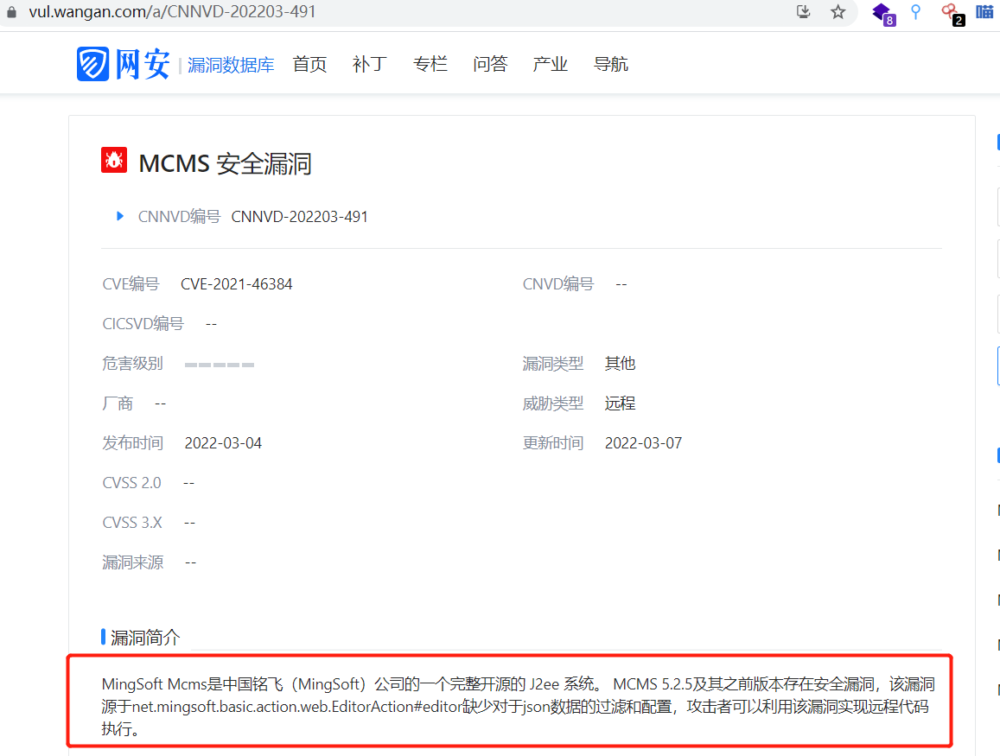 vul.wangan.com/a/CNNVD-202203-491
8
2
喵
网安 | 漏洞数据库 首页 补丁 专栏 问答 产业 导航
MCMS 安全漏洞
CNNVD编号 CNNVD-202203-491
CVE编号 CVE-2021-46384 CNVD编号 --
CICSVD编号 --
危害级别 漏洞类型 其他
厂商 -- 威胁类型 远程
发布时间 2022-03-04 更新时间 2022-03-07
CVSS 2.0 --
CVSS 3.X --
漏洞来源 --
漏洞简介
MingSoft Mcms是中国铭飞（MingSoft）公司的一个完整开源的 J2ee 系统。 MCMS 5.2.5及其之前版本存在安全漏洞，该漏洞
源于net.mingsoft.basic.action.web.EditorAction#editor缺少对于json数据的过滤和配置，攻击者可以利用该漏洞实现远程代码
执行。